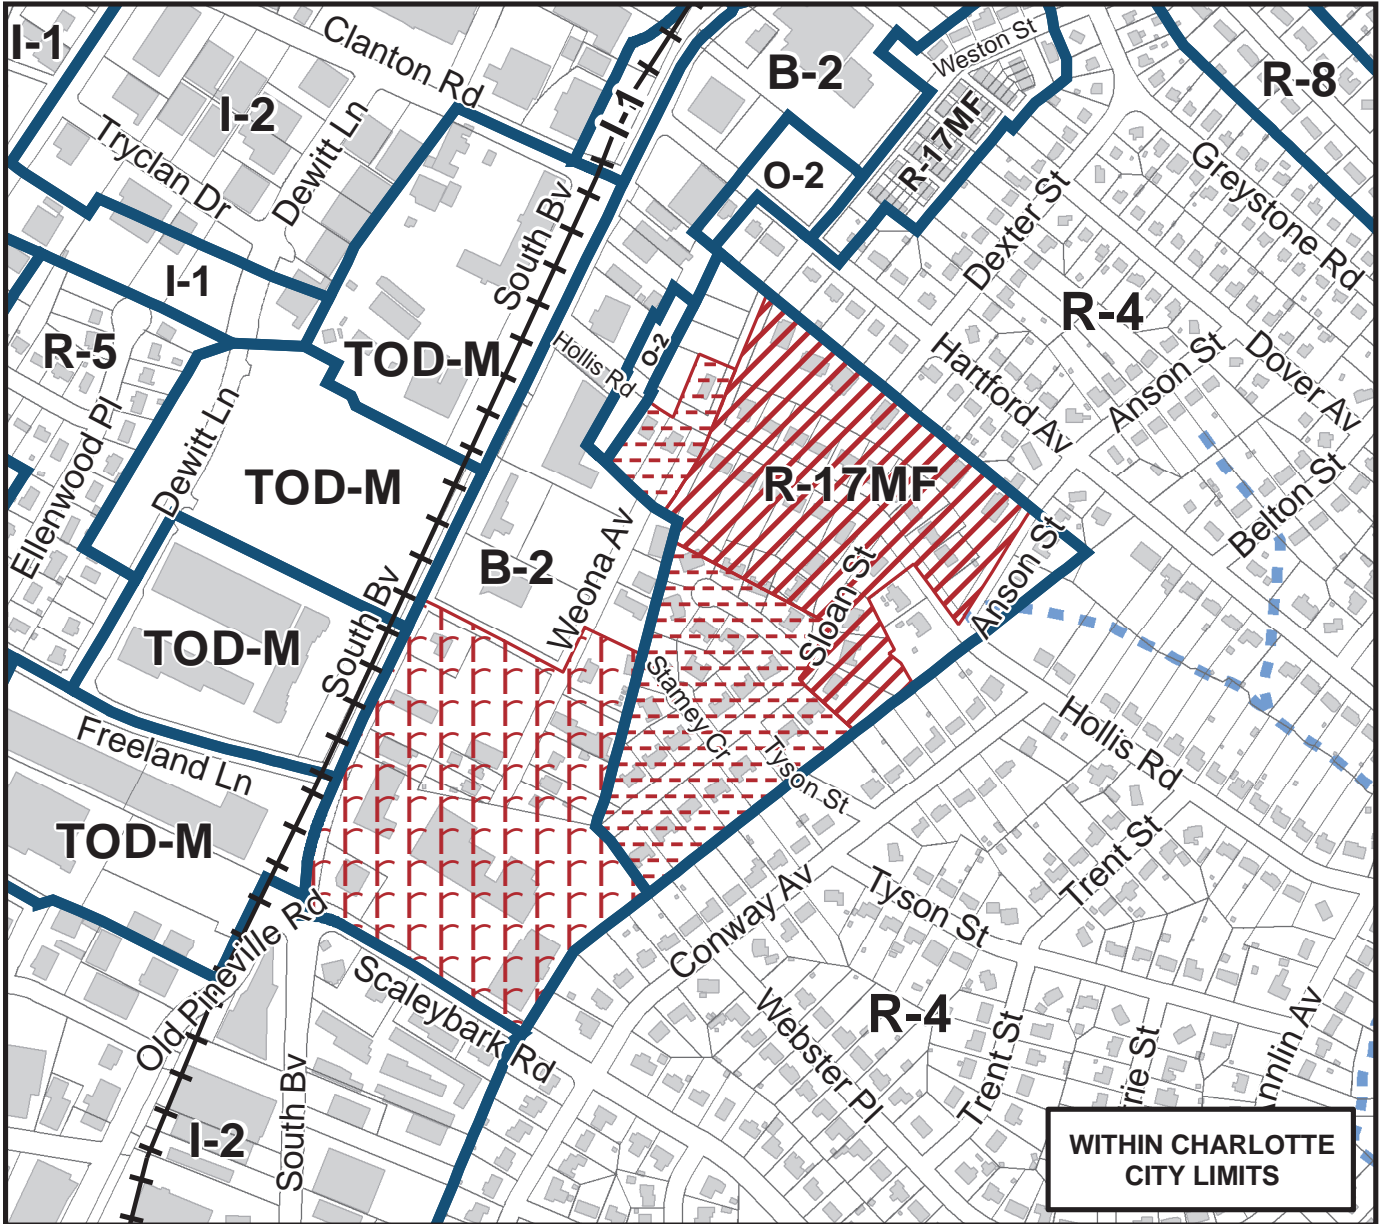 I-1
Clanton Rd
B-2
Weston St
R-8
I-2
I-1
Tryclan Dr
Dewitt Ln
O-2
R-17MF
Greystone Rd
South Bv
Dexter St
I-1
R-4
R-5
TOD-M
Hollis Rd
O-2
Hartford Av
Anson St
Dover Av
Ellenwood Pl
Dewitt Ln
TOD-M
R-17MF
Belton St
B-2
Weona Av
Anson St
South Bv
Sloan St
TOD-M
Stamey Cr
Tyson St
Hollis Rd
Freeland Ln
TOD-M
Trent St
Tyson St
Conway Av
Old Pineville Rd
Scaleybark Rd
R-4
Webster Pl
Trent St
rie St
nnlin Av
I-2
South Bv
WITHIN CHARLOTTE
CITY LIMITS